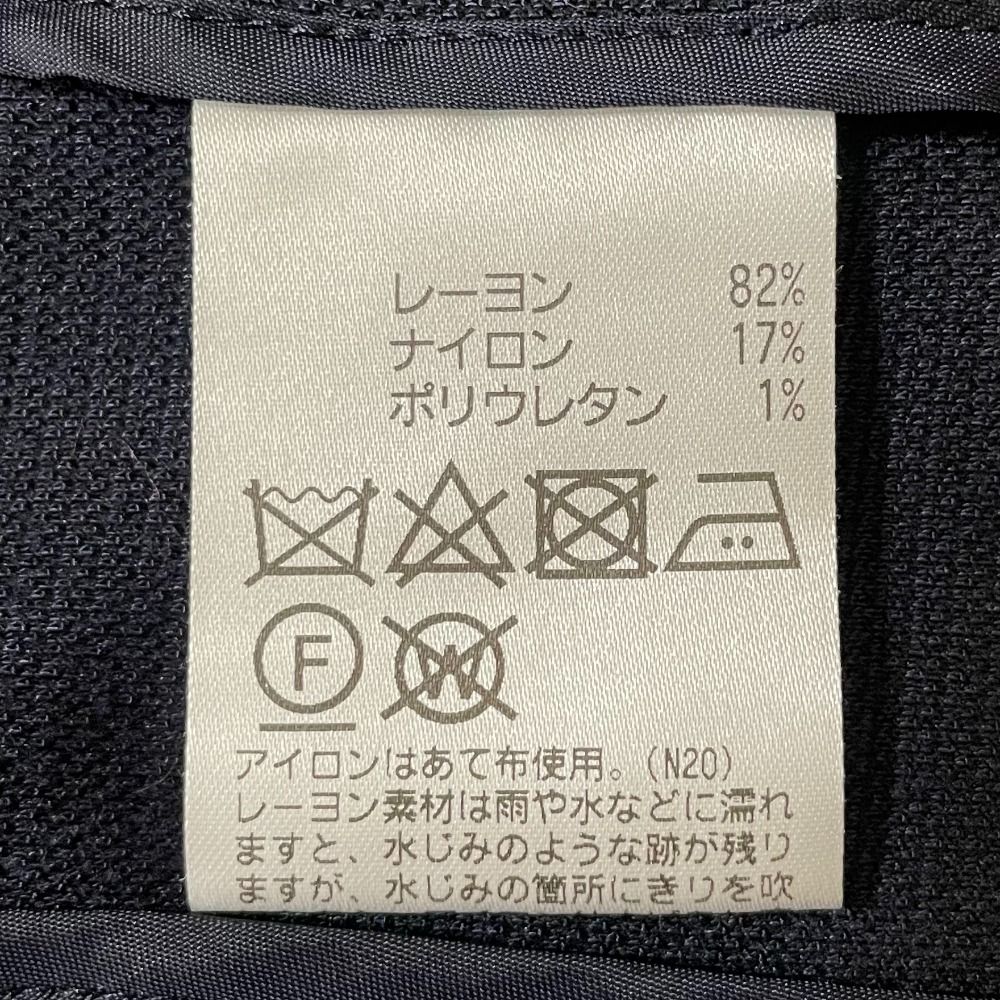 レーヨン 82%
ナイロン 17%
ポリウレタン 1%
F W
アイロンはあて布使用。(N20)
レーヨン素材は雨や水などに濡れ
ますと、水じみのような跡が残り
ますが、水じみの箇所にきりを吹